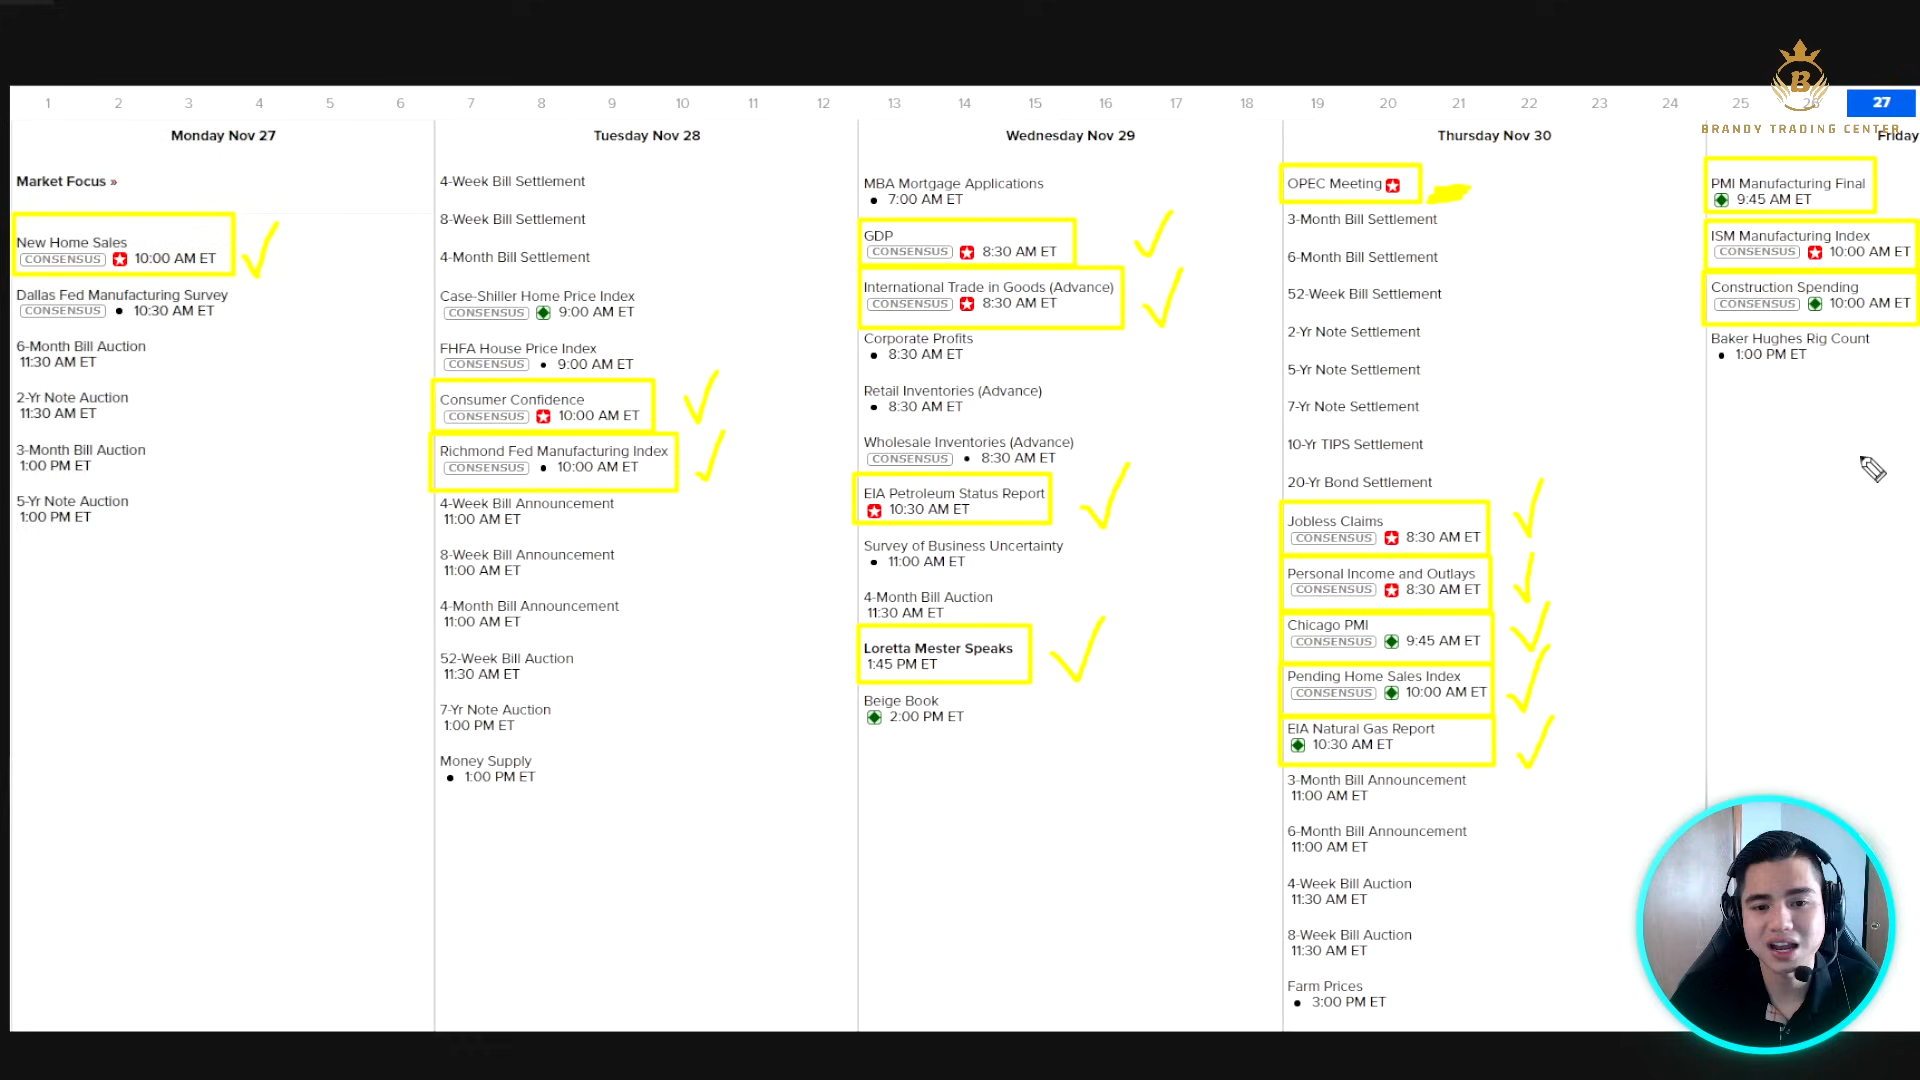 1 2 3 4 5 6 7 8 9 10 11 12 13 14 15 16 17 18 19 20 21 22 23 24 25 26 27
B
BRANDY TRADING CENTER
Monday Nov 27
Market Focus »
New Home Sales
CONSENSUS 10:00 AM ET
Dallas Fed Manufacturing Survey
CONSENSUS 10:30 AM ET
6-Month Bill Auction
11:30 AM ET
2-Yr Note Auction
11:30 AM ET
3-Month Bill Auction
1:00 PM ET
5-Yr Note Auction
1:00 PM ET
Tuesday Nov 28
4-Week Bill Settlement
8-Week Bill Settlement
4-Month Bill Settlement
Case-Shiller Home Price Index
CONSENSUS 9:00 AM ET
FHFA House Price Index
CONSENSUS 9:00 AM ET
Consumer Confidence
CONSENSUS 10:00 AM ET
Richmond Fed Manufacturing Index
CONSENSUS 10:00 AM ET
4-Week Bill Announcement
11:00 AM ET
8-Week Bill Announcement
11:00 AM ET
4-Month Bill Announcement
11:00 AM ET
52-Week Bill Auction
11:30 AM ET
7-Yr Note Auction
1:00 PM ET
Money Supply
1:00 PM ET
Wednesday Nov 29
MBA Mortgage Applications
7:00 AM ET
GDP
CONSENSUS 8:30 AM ET
International Trade in Goods (Advance)
CONSENSUS 8:30 AM ET
Corporate Profits
8:30 AM ET
Retail Inventories (Advance)
8:30 AM ET
Wholesale Inventories (Advance)
CONSENSUS 8:30 AM ET
EIA Petroleum Status Report
10:30 AM ET
Survey of Business Uncertainty
11:00 AM ET
4-Month Bill Auction
11:30 AM ET
Loretta Mester Speaks
1:45 PM ET
Beige Book
2:00 PM ET
Thursday Nov 30
OPEC Meeting
3-Month Bill Settlement
6-Month Bill Settlement
52-Week Bill Settlement
2-Yr Note Settlement
5-Yr Note Settlement
7-Yr Note Settlement
10-Yr TIPS Settlement
20-Yr Bond Settlement
Jobless Claims
CONSENSUS 8:30 AM ET
Personal Income and Outlays
CONSENSUS 8:30 AM ET
Chicago PMI
CONSENSUS 9:45 AM ET
Pending Home Sales Index
CONSENSUS 10:00 AM ET
EIA Natural Gas Report
10:30 AM ET
3-Month Bill Announcement
11:00 AM ET
6-Month Bill Announcement
11:00 AM ET
4-Week Bill Auction
11:30 AM ET
8-Week Bill Auction
11:30 AM ET
Farm Prices
3:00 PM ET
Friday
PMI Manufacturing Final
9:45 AM ET
ISM Manufacturing Index
CONSENSUS 10:00 AM ET
Construction Spending
CONSENSUS 10:00 AM ET
Baker Hughes Rig Count
1:00 PM ET